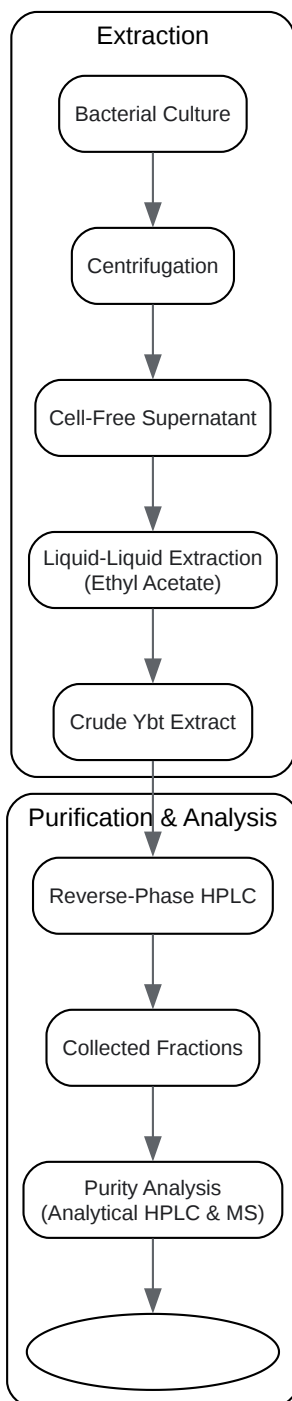 Extraction
Bacterial Culture
Centrifugation
Cell-Free Supernatant
Liquid-Liquid Extraction
(Ethyl Acetate)
Crude Ybt Extract
Purification & Analysis
Reverse-Phase HPLC
Collected Fractions
Purity Analysis
(Analytical HPLC & MS)